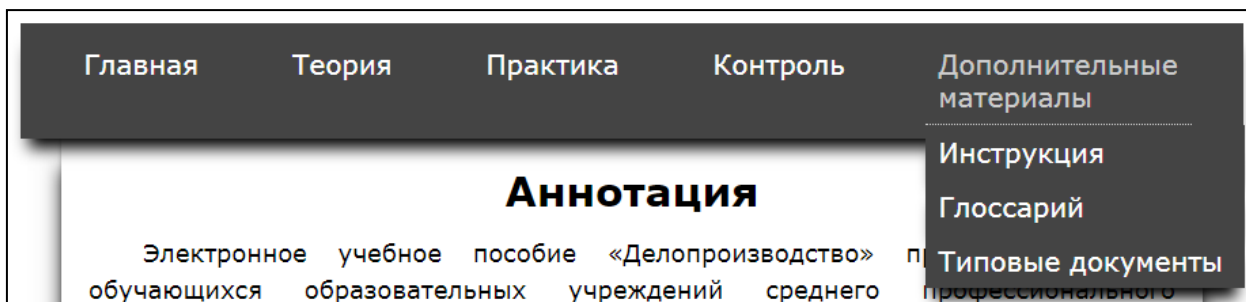 Главная Теория Практика Контроль Дополнительные
материалы
Инструкция
Глоссарий
Типовые документы
Аннотация
Электронное учебное пособие «Делопроизводство»
обучающихся образовательных учреждений среднего профессионального